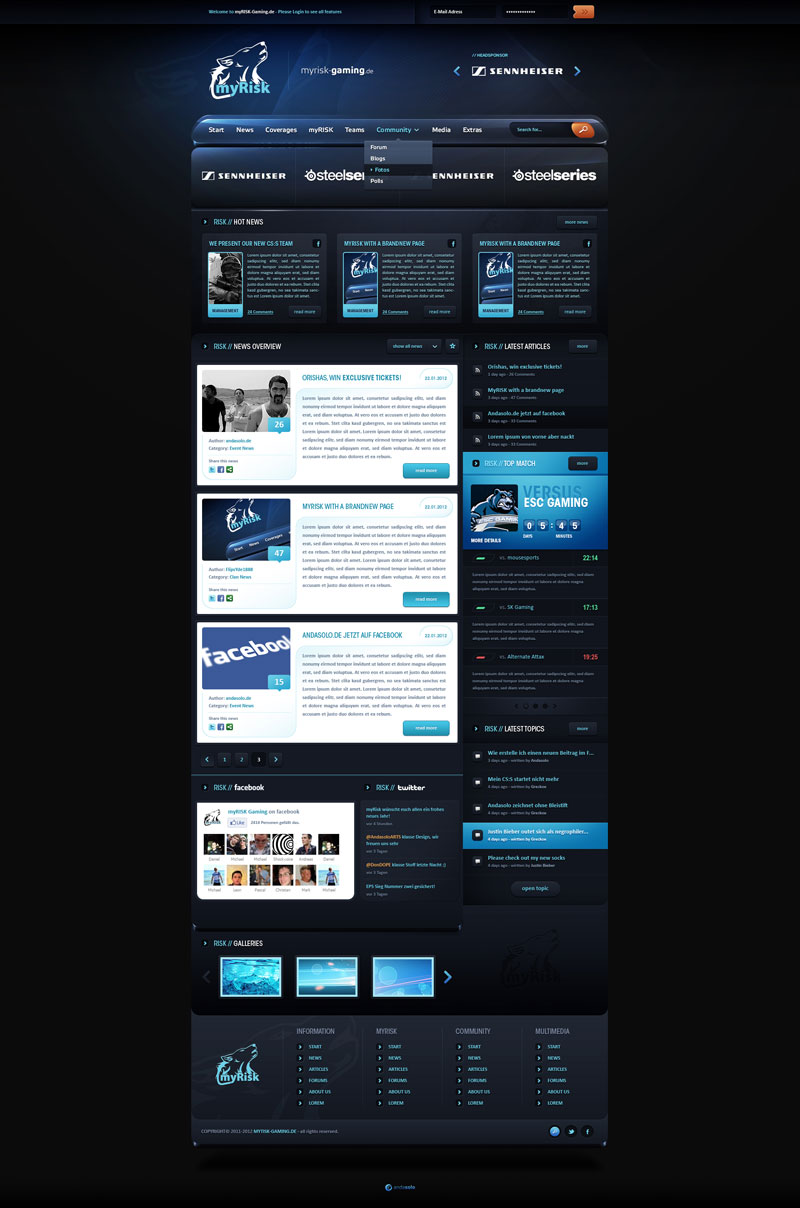 Welcome to myRISK-Gaming.de - Please Login to see all features
E-Mail Adress
myRisk
myrisk-gaming.de
// HEADSPONSOR
SENNHEISER
Start News Coverages myRISK Teams Community Media Extras
Search for...
Forum
Blogs
Fotos
Polls
SENNHEISER steelse NNHEISER steelseries
RISK // HOT NEWS
more news
WE PRESENT OUR NEW CS:S TEAM
Lorem ipsum dolor sit amet, consetetur
sadipscing elitr, sed diam nonumy
eirmod tempor invidunt ut labore et
dolore magna aliquyam erat, sed diam
voluptua. At vero eos et accusam et
justo duo dolores et ea rebum. Stet clita
kasd gubergren, no sea takimata sanc-
tus est Lorem ipsum dolor sit amet.
MANAGEMENT
24 Comments
read more
MYRISK WITH A BRANDNEW PAGE
Lorem ipsum dolor sit amet, consetetur
sadipscing elitr, sed diam nonumy
eirmod tempor invidunt ut labore et
dolore magna aliquyam erat, sed diam
voluptua. At vero eos et accusam et
justo duo dolores et ea rebum. Stet clita
kasd gubergren, no sea takimata sanc-
tus est Lorem ipsum dolor sit amet.
MANAGEMENT
24 Comments
read more
MYRISK WITH A BRANDNEW PAGE
Lorem ipsum dolor sit amet, consetetur
sadipscing elitr, sed diam nonumy
eirmod tempor invidunt ut labore et
dolore magna aliquyam erat, sed diam
voluptua. At vero eos et accusam et
justo duo dolores et ea rebum. Stet clita
kasd gubergren, no sea takimata sanc-
tus est Lorem ipsum dolor sit amet.
MANAGEMENT
24 Comments
read more
RISK // NEWS OVERVIEW
show all news
ORISHAS, WIN EXCLUSIVE TICKETS!
22.01.2012
Lorem ipsum dolor sit amet, consetetur sadipscing elitr, sed diam
nonumy eirmod tempor invidunt ut labore et dolore magna aliquyam
erat, sed diam voluptua. At vero eos et accusam et justo duo dolores
et ea rebum. Stet clita kasd gubergren, no sea takimata sanctus est
Lorem ipsum dolor sit amet. Lorem ipsum dolor sit amet, consetetur
sadipscing elitr, sed diam nonumy eirmod tempor invidunt ut labore
et dolore magna aliquyam erat, sed diam voluptua. At vero eos et
accusam et justo duo dolores et ea rebum.
26
Author: andasolo.de
Category: Event News
Share this news
read more
MYRISK WITH A BRANDNEW PAGE
22.01.2012
Lorem ipsum dolor sit amet, consetetur sadipscing elitr, sed diam
nonumy eirmod tempor invidunt ut labore et dolore magna aliquyam
erat, sed diam voluptua. At vero eos et accusam et justo duo dolores
et ea rebum. Stet clita kasd gubergren, no sea takimata sanctus est
Lorem ipsum dolor sit amet. Lorem ipsum dolor sit amet, consetetur
sadipscing elitr, sed diam nonumy eirmod tempor invidunt ut labore
et dolore magna aliquyam erat, sed diam voluptua. At vero eos et
accusam et justo duo dolores et ea rebum.
myRisk
Start News Coverages
47
Category: Clan News
Share this news
read more
ANDASOLO.DE JETZT AUF FACEBOOK
22.01.2012
Lorem ipsum dolor sit amet, consetetur sadipscing elitr, sed diam
nonumy eirmod tempor invidunt ut labore et dolore magna aliquyam
erat, sed diam voluptua. At vero eos et accusam et justo duo dolores
et ea rebum. Stet clita kasd gubergren, no sea takimata sanctus est
Lorem ipsum dolor sit amet. Lorem ipsum dolor sit amet, consetetur
sadipscing elitr, sed diam nonumy eirmod tempor invidunt ut labore
et dolore magna aliquyam erat, sed diam voluptua. At vero eos et
accusam et justo duo dolores et ea rebum.
facebook
15
Author: andasolo.de
Category: Event News
Share this news
read more
1 2 3
RISK // facebook
myRISK Gaming on facebook
Like
2014 Personen gefällt das.
Daniel Michael Michael Andreas Daniel
Michael Leon Pascal Christian Mark Michael
RISK // twitter
myRisk wünscht euch allen ein frohes
neues Jahr!
vor 6 Stunden
@AndasoloARTS klasse Design, wir
freuen uns sehr
vor 3 Tagen
@DonDOPE klasse Stoff letzte Nacht ;)
vor 3 Tagen
EPS Sieg Nummer zwei gesichert!
vor 3 Tagen
RISK // LATEST ARTICLES
more
Orishas, win exclusive tickets!
1 day ago - 26 Comments
MyRISK with a brandnew page
3 days ago - 47 Comments
Andasolo.de jetzt auf facebook
3 days ago - 33 Comments
Lorem ipsum von vorne aber nackt
3 days ago - 33 Comments
RISK // TOP MATCH
more
VERSUS
ESC GAMING
0 5 : 4 5
DAYS MINUTES
MORE DETAILS
vs. mousesports 22:14
Lorem ipsum dolor sit amet, consetetur sadipscing elitr, sed diam
nonumy eirmod tempor invidunt ut labore et dolore magna aliquyam
erat, sed diam voluptua.
vs. SK Gaming 17:13
Lorem ipsum dolor sit amet, consetetur sadipscing elitr, sed diam
nonumy eirmod tempor invidunt ut labore et dolore magna aliquyam
erat, sed diam voluptua.
vs. Alternate Attax 19:25
Lorem ipsum dolor sit amet, consetetur sadipscing elitr, sed diam
nonumy eirmod tempor invidunt ut labore et dolore magna aliquyam
erat, sed diam voluptua.
RISK // LATEST TOPICS
more
Wie erstelle ich einen neuen Beitrag im F...
3 days ago - written by Andasolo
Mein CS:S startet nicht mehr
4 days ago - written by Greckoe
Andasolo zeichnet ohne Bleistift
4 days ago - written by Greckoe
Justin Bieber outet sich als negrophiler...
4 days ago - written by Greckoe
Please check out my new socks
4 days ago - written by Justin Bieber
open topic
RISK // GALLERIES
myRisk
myRisk
INFORMATION
START
NEWS
ARTICLES
FORUMS
ABOUT US
LOREM
MYRISK
START
NEWS
ARTICLES
FORUMS
ABOUT US
LOREM
COMMUNITY
START
NEWS
ARTICLES
FORUMS
ABOUT US
LOREM
MULTIMEDIA
START
NEWS
ARTICLES
FORUMS
ABOUT US
LOREM
COPYRIGHT© 2011-2012 MYRISK-GAMING.DE - all rights reserved.
andasolo